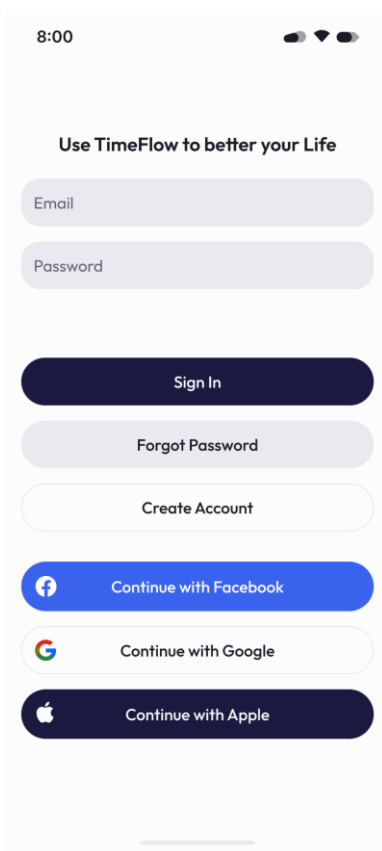 8:00
Use TimeFlow to better your Life
Email
Password
Sign In
Forgot Password
Create Account
Continue with Facebook
Continue with Google
Continue with Apple